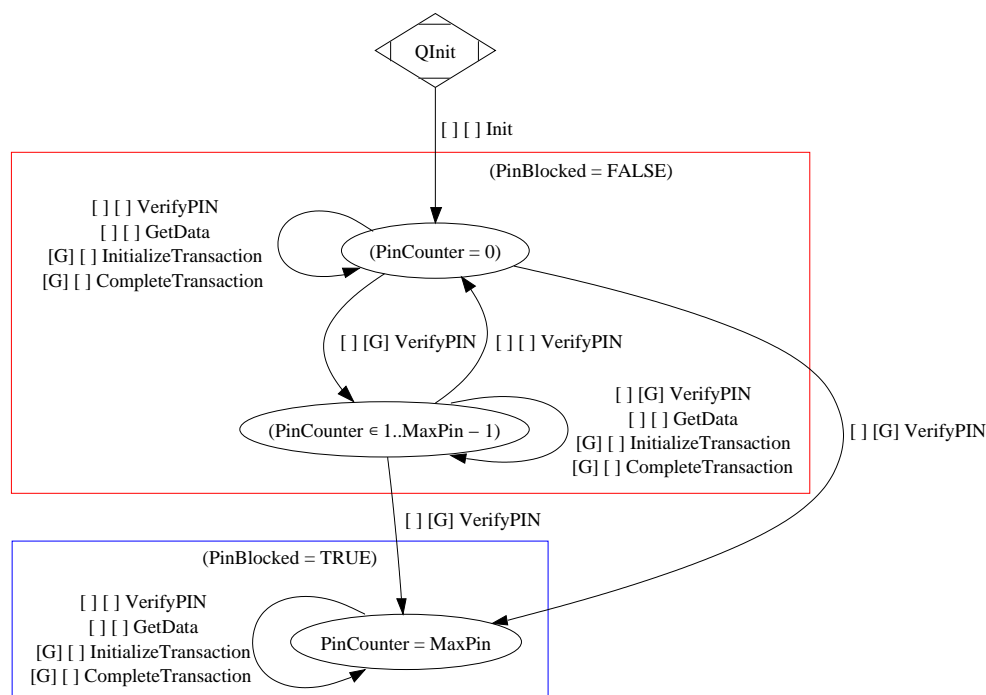 QInit
[ ] [ ] Init
(PinBlocked = FALSE)
[ ] [ ] VerifyPIN
[ ] [ ] GetData
[G] [ ] InitializeTransaction
[G] [ ] CompleteTransaction
(PinCounter = 0)
[ ] [G] VerifyPIN
[ ] [ ] VerifyPIN
[ ] [G] VerifyPIN
[ ] [ ] GetData
[G] [ ] InitializeTransaction
[G] [ ] CompleteTransaction
(PinCounter ∈ 1..MaxPin − 1)
[ ] [G] VerifyPIN
[ ] [G] VerifyPIN
(PinBlocked = TRUE)
[ ] [ ] VerifyPIN
[ ] [ ] GetData
[G] [ ] InitializeTransaction
[G] [ ] CompleteTransaction
PinCounter = MaxPin